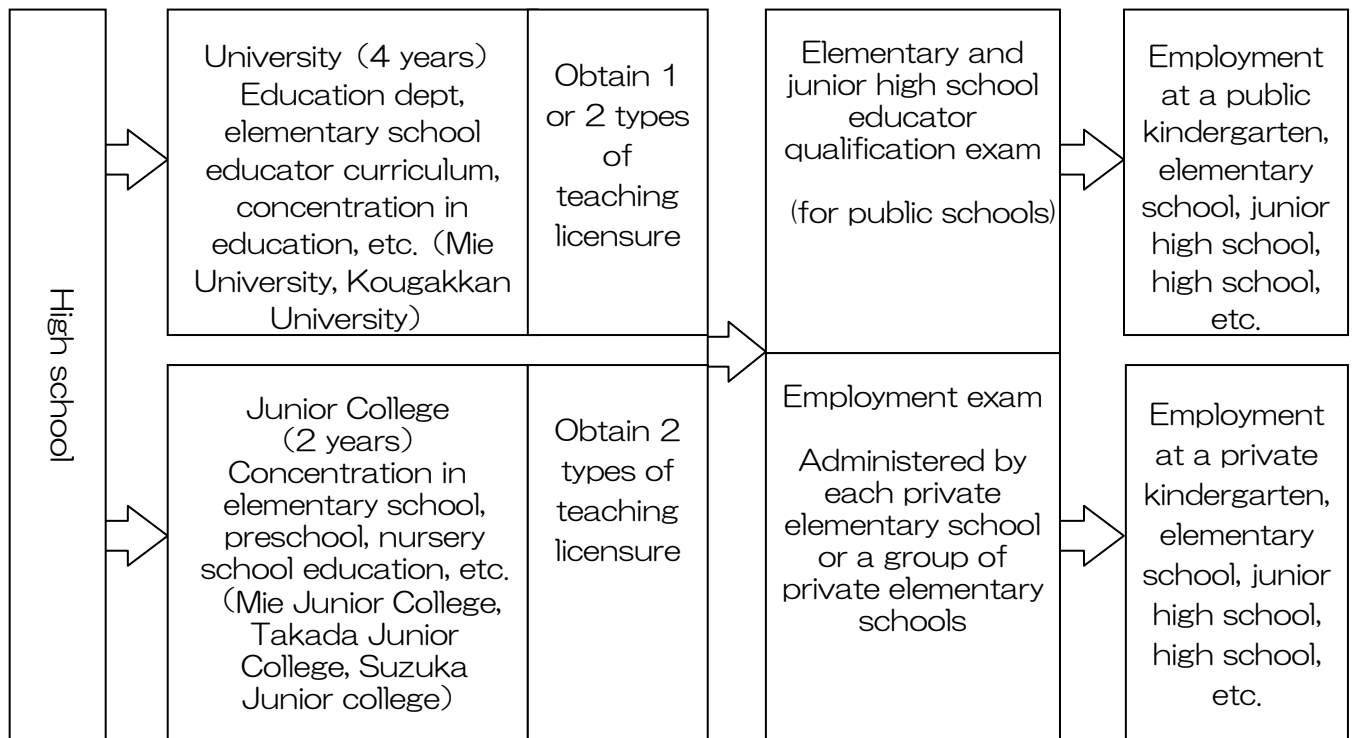 High school
University（4 years）
Education dept,
elementary school
educator curriculum,
concentration in
education, etc.（Mie
University, Kougakkan
University）
Obtain 1
or 2 types
of
teaching
licensure
Junior College
（2 years）
Concentration in
elementary school,
preschool, nursery
school education, etc.
（Mie Junior College,
Takada Junior
College, Suzuka
Junior college）
Obtain 2
types of
teaching
licensure
Elementary and
junior high school
educator
qualification exam
(for public schools)
Employment exam
Administered by
each private
elementary school
or a group of
private elementary
schools
Employment
at a public
kindergarten,
elementary
school, junior
high school,
high school,
etc.
Employment
at a private
kindergarten,
elementary
school, junior
high school,
high school,
etc.